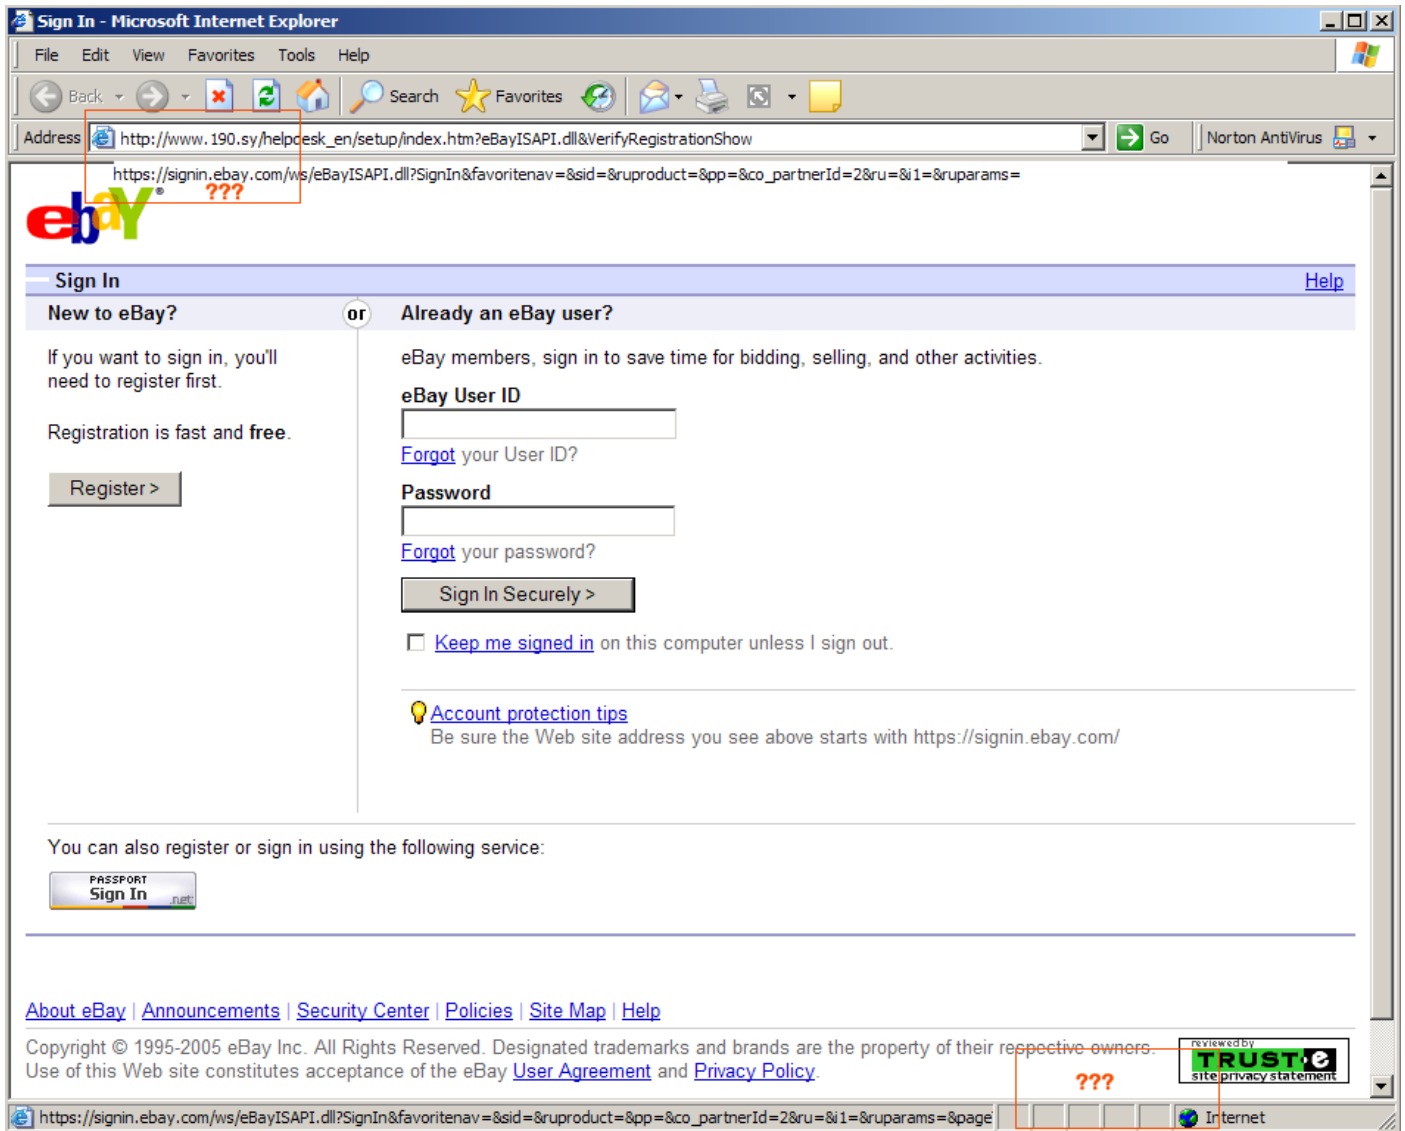 Sign In - Microsoft Internet Explorer
File Edit View Favorites Tools Help
Back Search Favorites
Address http://www.190.sy/helpdesk_en/setup/index.htm?eBayISAPI.dll&VerifyRegistrationShow Go Norton AntiVirus
https://signin.ebay.com/ws/eBayISAPI.dll?SignIn&favoritenav=&sid=&ruproduct=&pp=&co_partnerId=2&ru=&i1=&ruparams=
???
ebaY®
Sign In Help
New to eBay? or Already an eBay user?
If you want to sign in, you'll
need to register first.
Registration is fast and free.
Register >
eBay members, sign in to save time for bidding, selling, and other activities.
eBay User ID
Forgot your User ID?
Password
Forgot your password?
Sign In Securely >
Keep me signed in on this computer unless I sign out.
Account protection tips
Be sure the Web site address you see above starts with https://signin.ebay.com/
You can also register or sign in using the following service:
PASSPORT
Sign In .net
About eBay | Announcements | Security Center | Policies | Site Map | Help
Copyright © 1995-2005 eBay Inc. All Rights Reserved. Designated trademarks and brands are the property of their respective owners.
Use of this Web site constitutes acceptance of the eBay User Agreement and Privacy Policy.
reviewed by
TRUST·e
site privacy statement
???
https://signin.ebay.com/ws/eBayISAPI.dll?SignIn&favoritenav=&sid=&ruproduct=&pp=&co_partnerId=2&ru=&i1=&ruparams=&page Internet